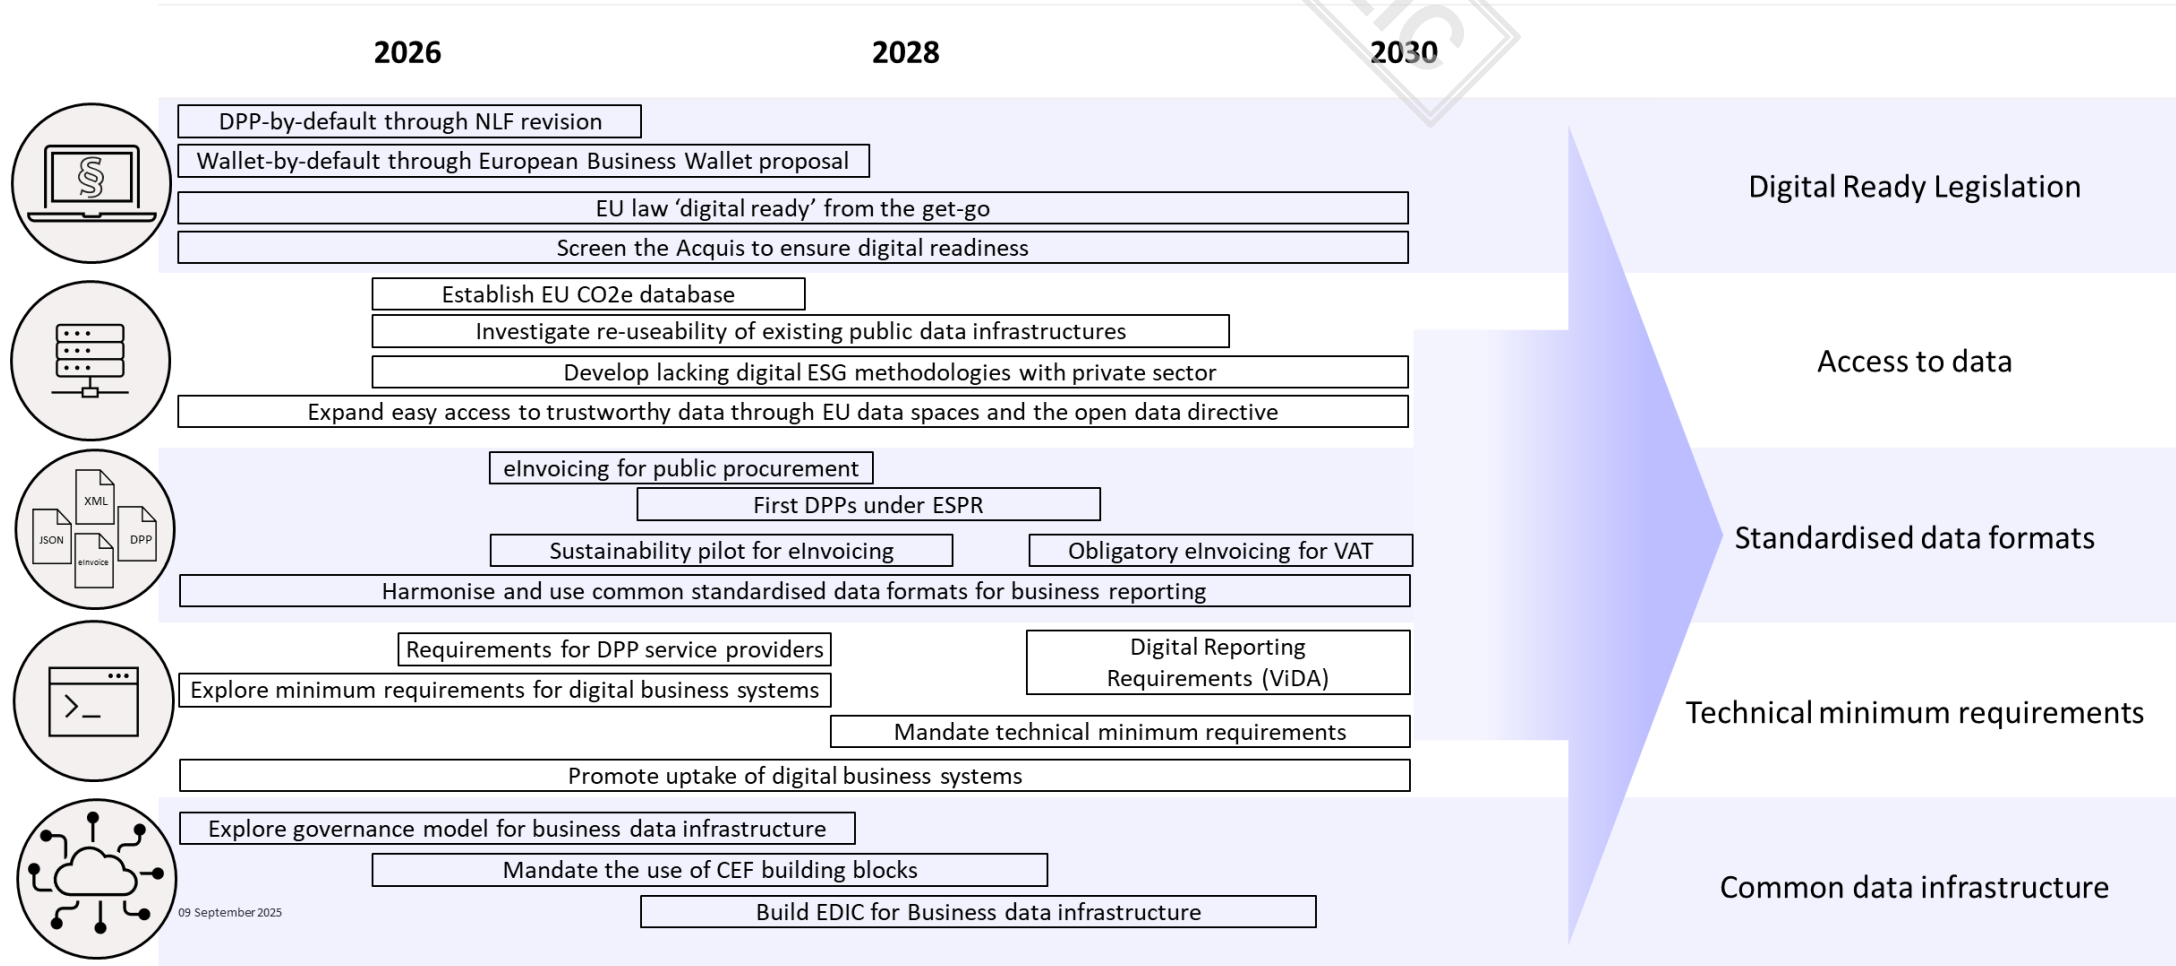 2026
2028
2030
LIC
DPP-by-default through NLF revision
Wallet-by-default through European Business Wallet proposal
EU law ‘digital ready’ from the get-go
Screen the Acquis to ensure digital readiness
Digital Ready Legislation
Establish EU CO2e database
Investigate re-useability of existing public data infrastructures
Develop lacking digital ESG methodologies with private sector
Expand easy access to trustworthy data through EU data spaces and the open data directive
Access to data
XML
JSON
DPP
eInvoice
eInvoicing for public procurement
First DPPs under ESPR
Sustainability pilot for eInvoicing
Obligatory eInvoicing for VAT
Harmonise and use common standardised data formats for business reporting
Standardised data formats
Requirements for DPP service providers
Digital Reporting
Requirements (ViDA)
Explore minimum requirements for digital business systems
Mandate technical minimum requirements
Promote uptake of digital business systems
Technical minimum requirements
Explore governance model for business data infrastructure
Mandate the use of CEF building blocks
Build EDIC for Business data infrastructure
Common data infrastructure
09 September 2025